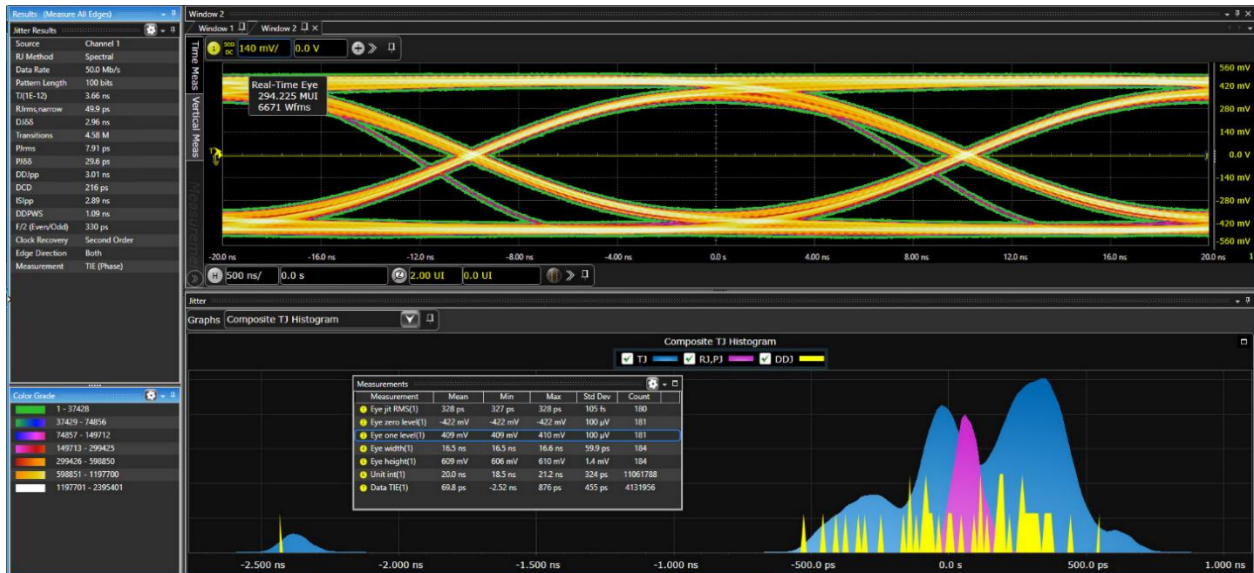 Results (Measure All Edges)
Jitter Results
Source Channel 1
RJ Method Spectral
Data Rate 50.0 Mb/s
Pattern Length 100 bits
TJ(1E-12) 3.66 ns
RJrms,narrow 49.9 ps
DJδδ 2.96 ns
Transitions 4.58 M
PJrms 7.91 ps
PJδδ 29.6 ps
DDJpp 3.01 ns
DCD 216 ps
ISIpp 2.89 ns
DDPWS 1.09 ns
F/2 (Even/Odd) 330 ps
Clock Recovery Second Order
Edge Direction Both
Measurement TIE (Phase)
Color Grade
1 - 37428
37429 - 74856
74857 - 149712
149713 - 299425
299426 - 598850
598851 - 1197700
1197701 - 2395401
Window 2
Window 1 Window 2
Time Meas
Vertical Meas
Measurements
1 50Ω DC 140 mV/ 0.0 V
Real-Time Eye
294.225 MUI
6671 Wfms
560 mV
420 mV
280 mV
140 mV
0.0 V
-140 mV
-280 mV
-420 mV
-560 mV
-20.0 ns -16.0 ns -12.0 ns -8.00 ns -4.00 ns 0.0 s 4.00 ns 8.00 ns 12.0 ns 16.0 ns 20.0 ns 1
H 500 ns/ 0.0 s 2.00 UI 0.0 UI
Jitter
Graphs Composite TJ Histogram
Composite TJ Histogram
TJ RJ,PJ DDJ
Measurements
Measurement Mean Min Max Std Dev Count
Eye jit RMS(1) 328 ps 327 ps 328 ps 105 fs 180
Eye zero level(1) -422 mV -422 mV -422 mV 100 µV 181
Eye one level(1) 409 mV 409 mV 410 mV 100 µV 181
Eye width(1) 16.5 ns 16.5 ns 16.6 ns 59.9 ps 184
Eye height(1) 609 mV 606 mV 610 mV 1.4 mV 184
Unit int(1) 20.0 ns 18.5 ns 21.2 ns 324 ps 11061788
Data TIE(1) 69.8 ps -2.52 ns 876 ps 455 ps 4131956
-2.500 ns -2.000 ns -1.500 ns -1.000 ns -500.0 ps 0.0 s 500.0 ps 1.000 ns